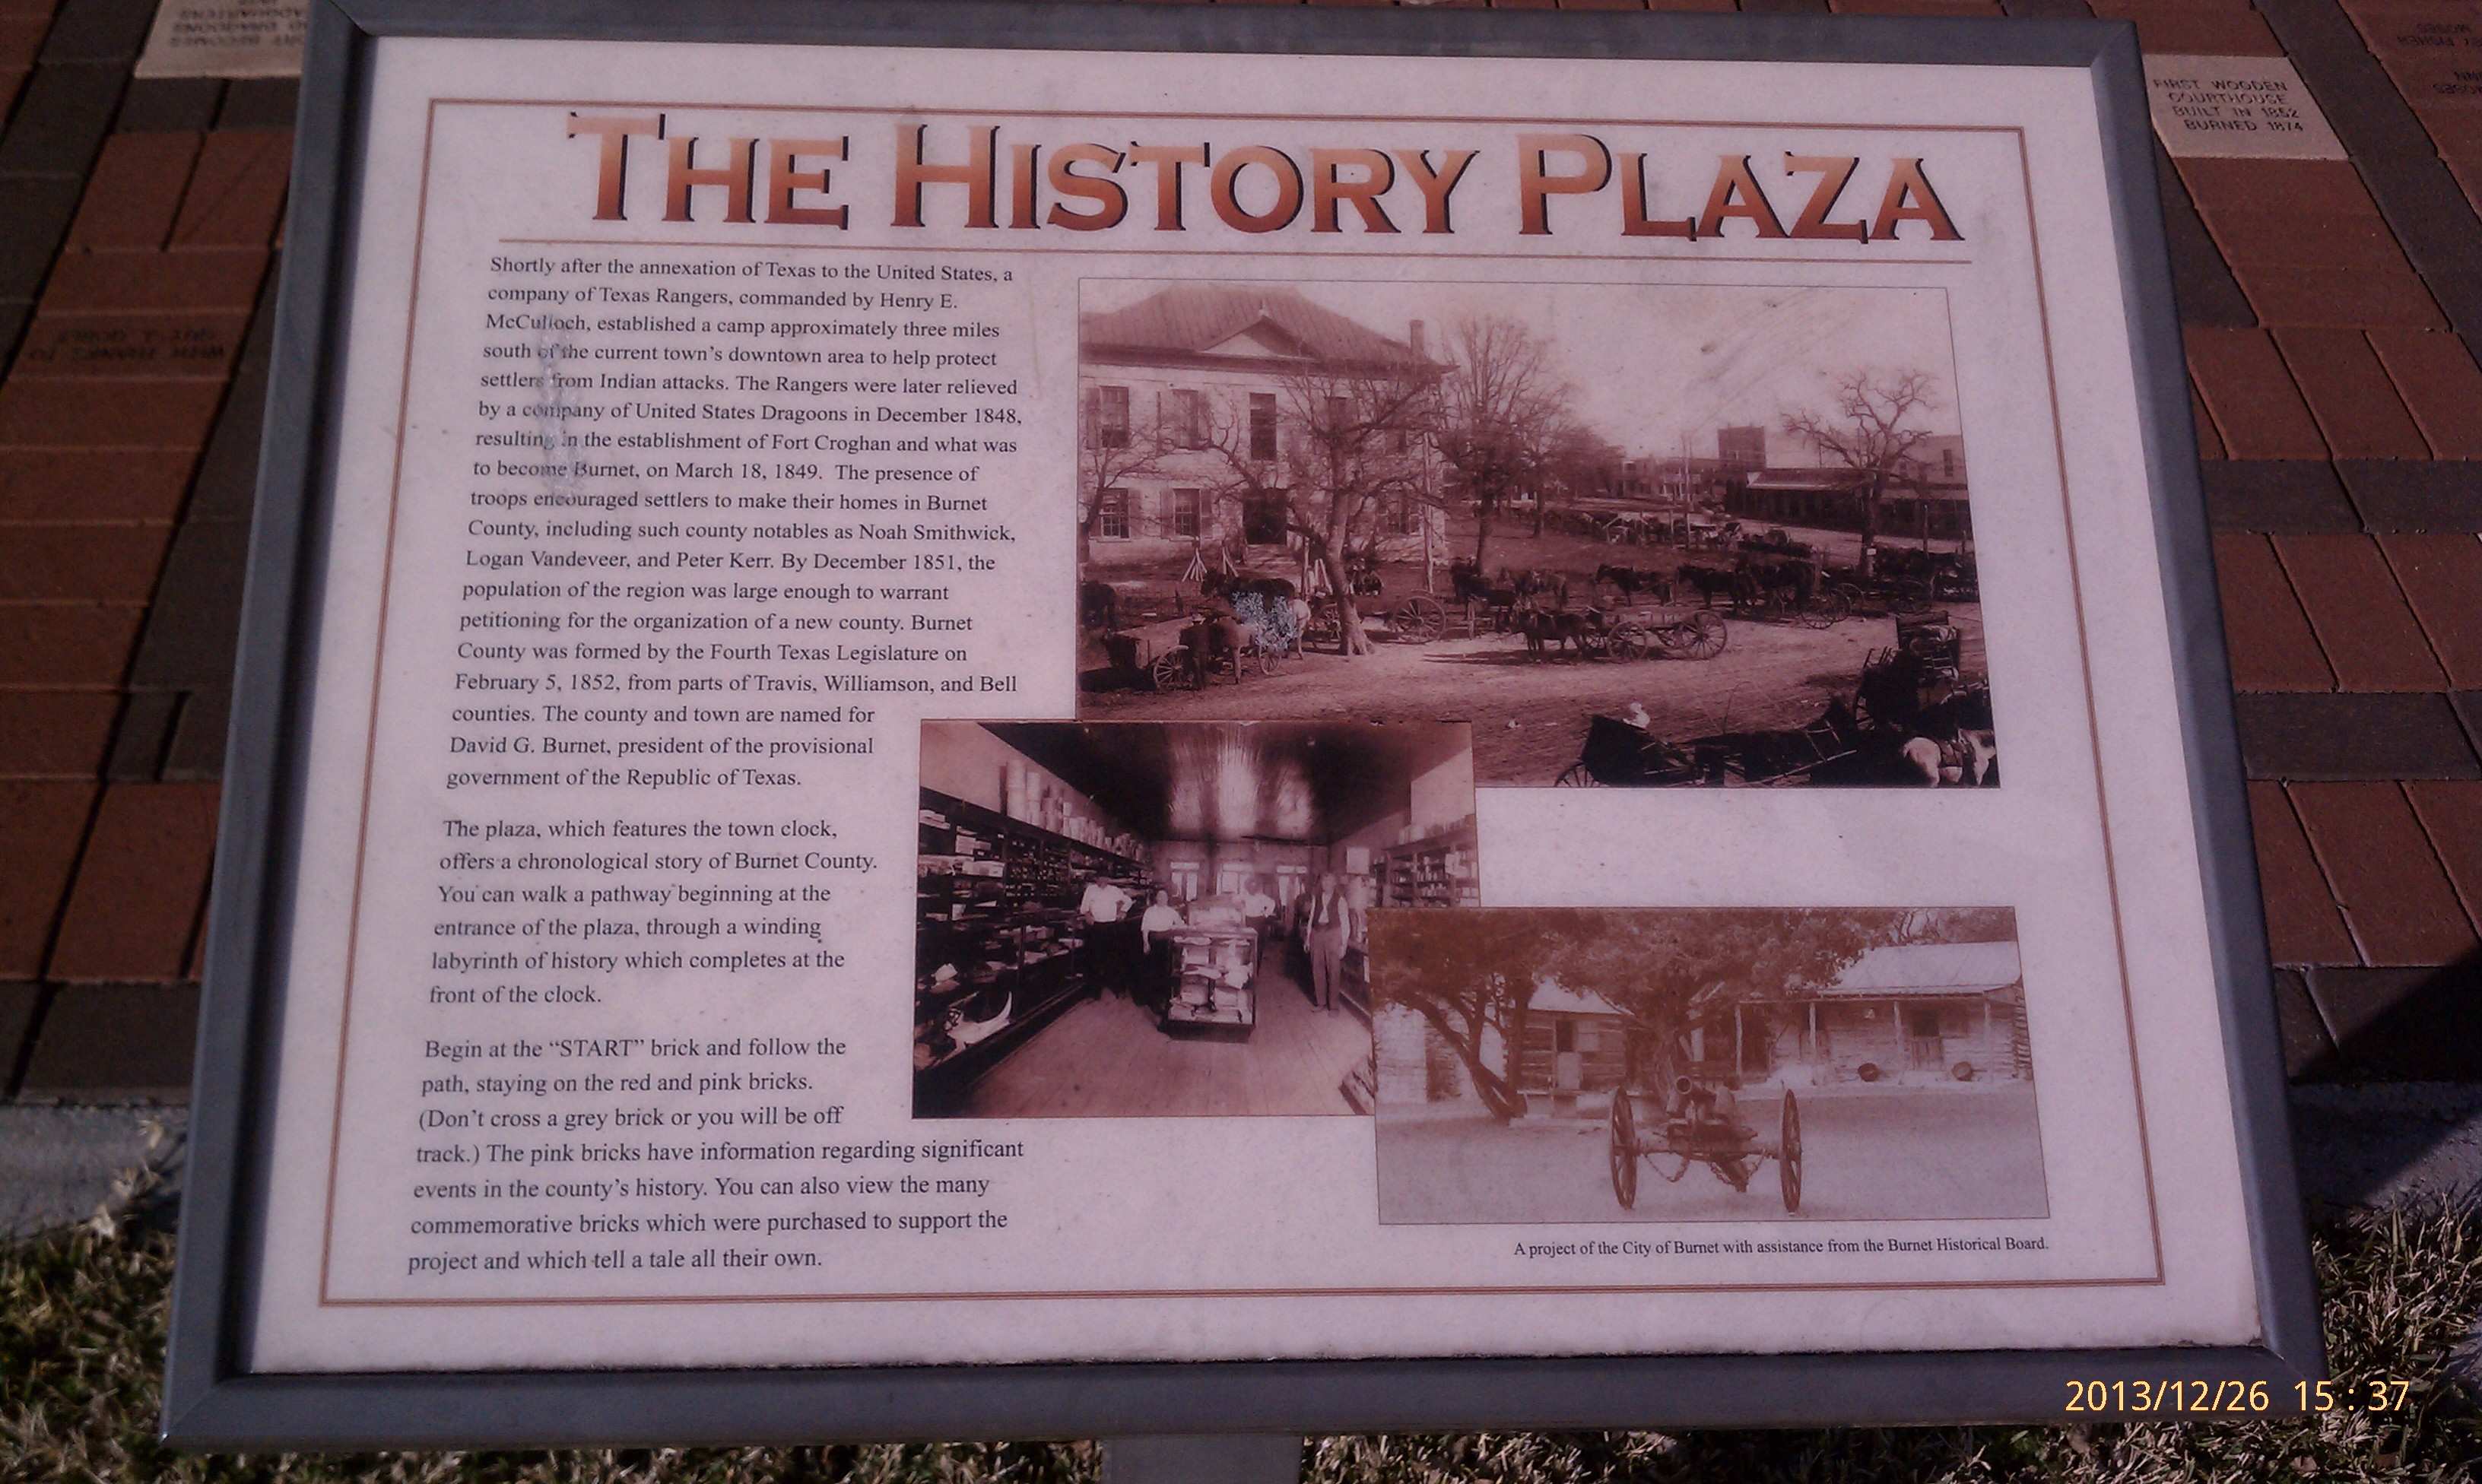 THE HISTORY PLAZA
Shortly after the annexation of Texas to the United States, a
company of Texas Rangers, commanded by Henry E.
McCulloch, established a camp approximately three miles
south of the current town's downtown area to help protect
settlers from Indian attacks. The Rangers were later relieved
by a company of United States Dragoons in December 1848,
resulting in the establishment of Fort Croghan and what was
to become Burnet, on March 18, 1849. The presence of
troops encouraged settlers to make their homes in Burnet
County, including such county notables as Noah Smithwick,
Logan Vandeveer, and Peter Kerr. By December 1851, the
population of the region was large enough to warrant
petitioning for the organization of a new county. Burnet
County was formed by the Fourth Texas Legislature on
February 5, 1852, from parts of Travis, Williamson, and Bell
counties. The county and town are named for
David G. Burnet, president of the provisional
government of the Republic of Texas.
The plaza, which features the town clock,
offers a chronological story of Burnet County.
You can walk a pathway beginning at the
entrance of the plaza, through a winding
labyrinth of history which completes at the
front of the clock.
Begin at the “START” brick and follow the
path, staying on the red and pink bricks.
(Don't cross a grey brick or you will be off
track.) The pink bricks have information regarding significant
events in the county's history. You can also view the many
commemorative bricks which were purchased to support the
project and which tell a tale all their own.
A project of the City of Burnet with assistance from the Burnet Historical Board.
FIRST WOODEN
COURTHOUSE
BUILT IN 1852
BURNED 1874
2013/12/26 15:37